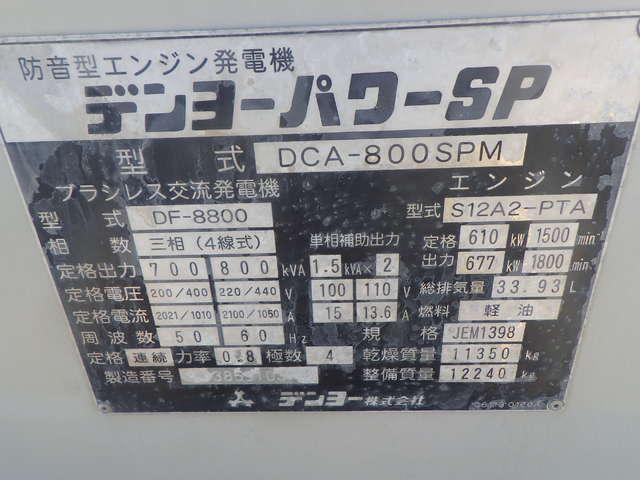 防音型エンジン発電機
デンヨーパワーSP
型 式 DCA-800SPM
ブラシレス交流発電機
型 式 DF-8800
相 数 三相(4線式)
定格出力 700 800 kVA
定格電圧 200/400 220/440 V
定格電流 2021/1010 2100/1050 A
周波数 50 60 Hz
定格 連続 力率 0.8 極数 4
製造番号
単相補助出力
1.5 kVA×2
100 110 V
15 13.6 A
エンジン
型式 S12A2-PTA
定格出力 610 kW 1500 min
677 kW 1800 min
総排気量 33.93 L
燃料 軽油
規格 JEM1398
乾燥質量 11350 kg
整備質量 12240 kg
デンヨー株式会社